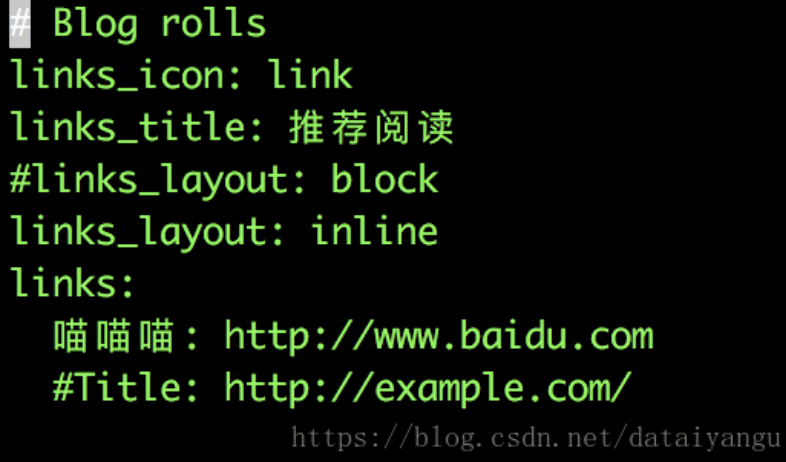 # Blog rolls
links_icon: link
links_title: 推荐阅读
#links_layout: block
links_layout: inline
links:
  喵喵喵: http://www.baidu.com
  #Title: http://example.com/
https://blog.csdn.net/dataiyangu